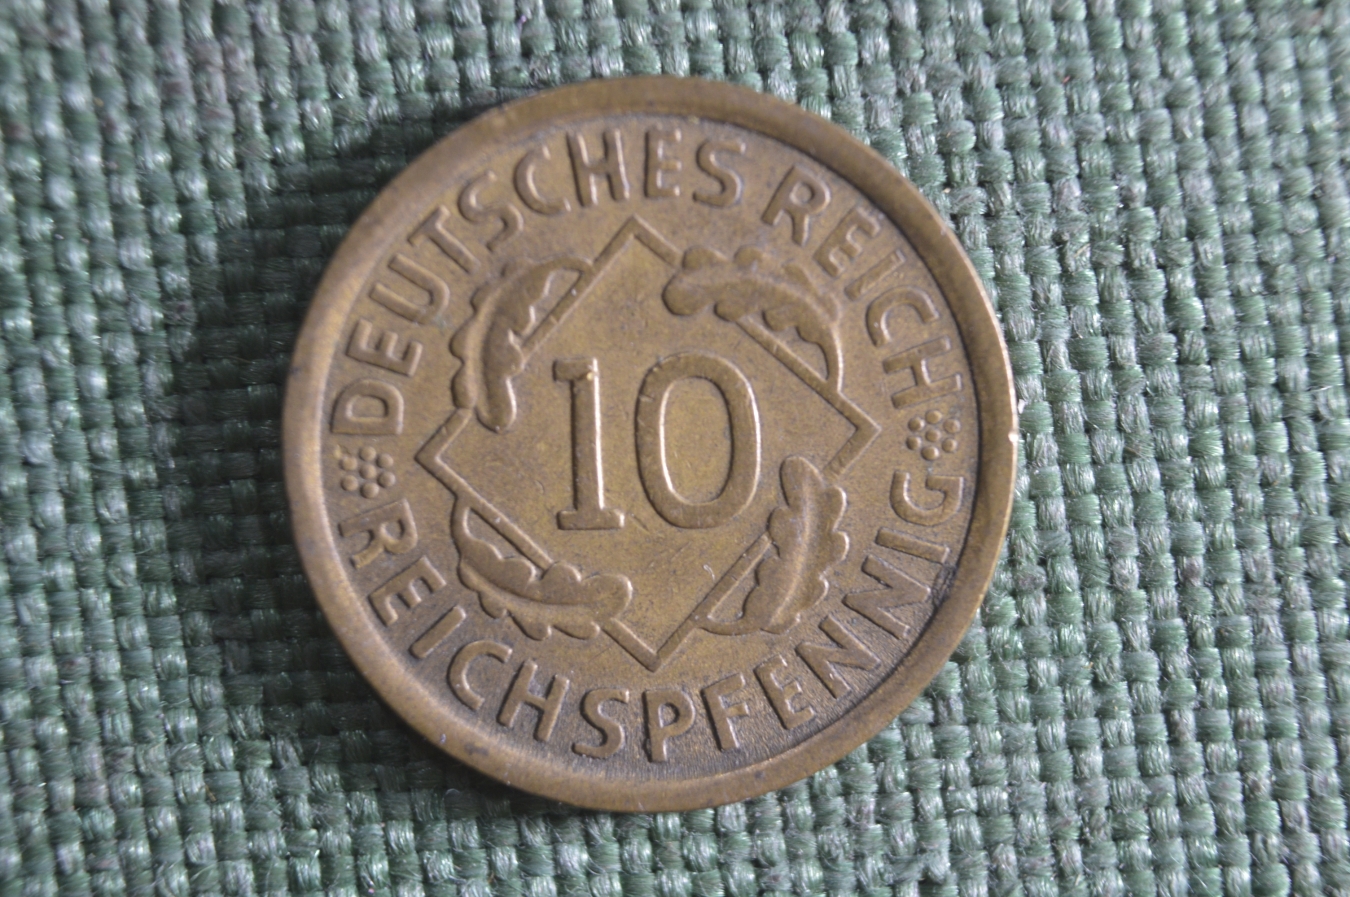 DEUTSCHES REICH
10
REICHSPFENNIG